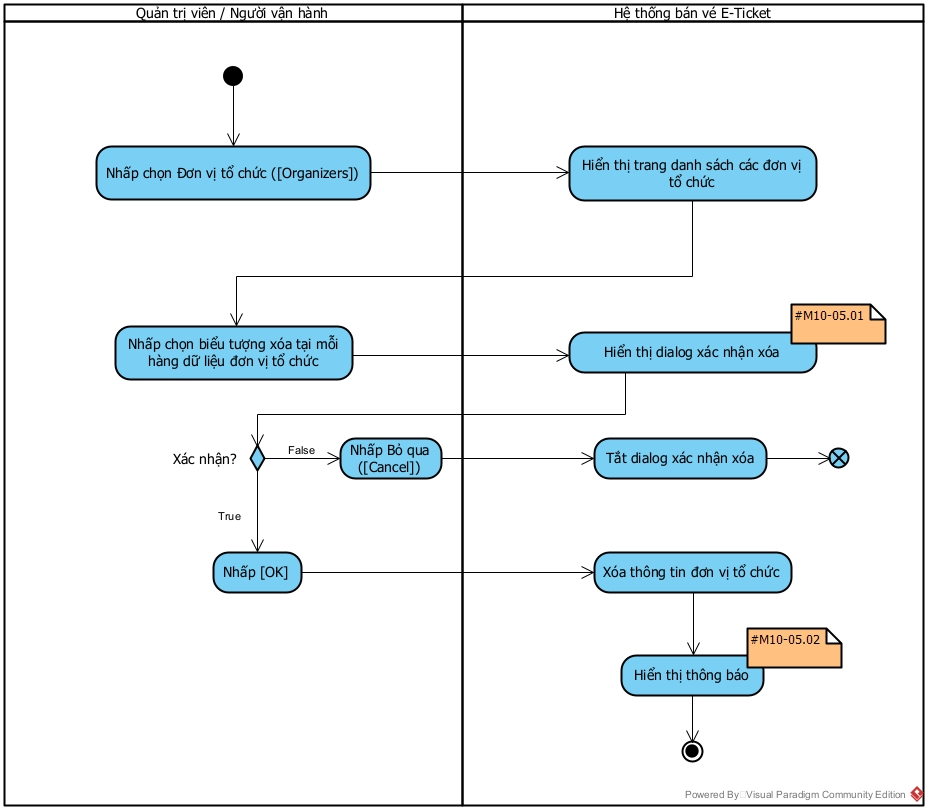 Quản trị viên / Người vận hành
Hệ thống bán vé E-Ticket
Nhấp chọn Đơn vị tổ chức ([Organizers])
Hiển thị trang danh sách các đơn vị
tổ chức
Nhấp chọn biểu tượng xóa tại mỗi
hàng dữ liệu đơn vị tổ chức
Hiển thị dialog xác nhận xóa
#M10-05.01
Xác nhận?
False
Nhấp Bỏ qua
([Cancel])
Tắt dialog xác nhận xóa
True
Nhấp [OK]
Xóa thông tin đơn vị tổ chức
#M10-05.02
Hiển thị thông báo
Powered By Visual Paradigm Community Edition